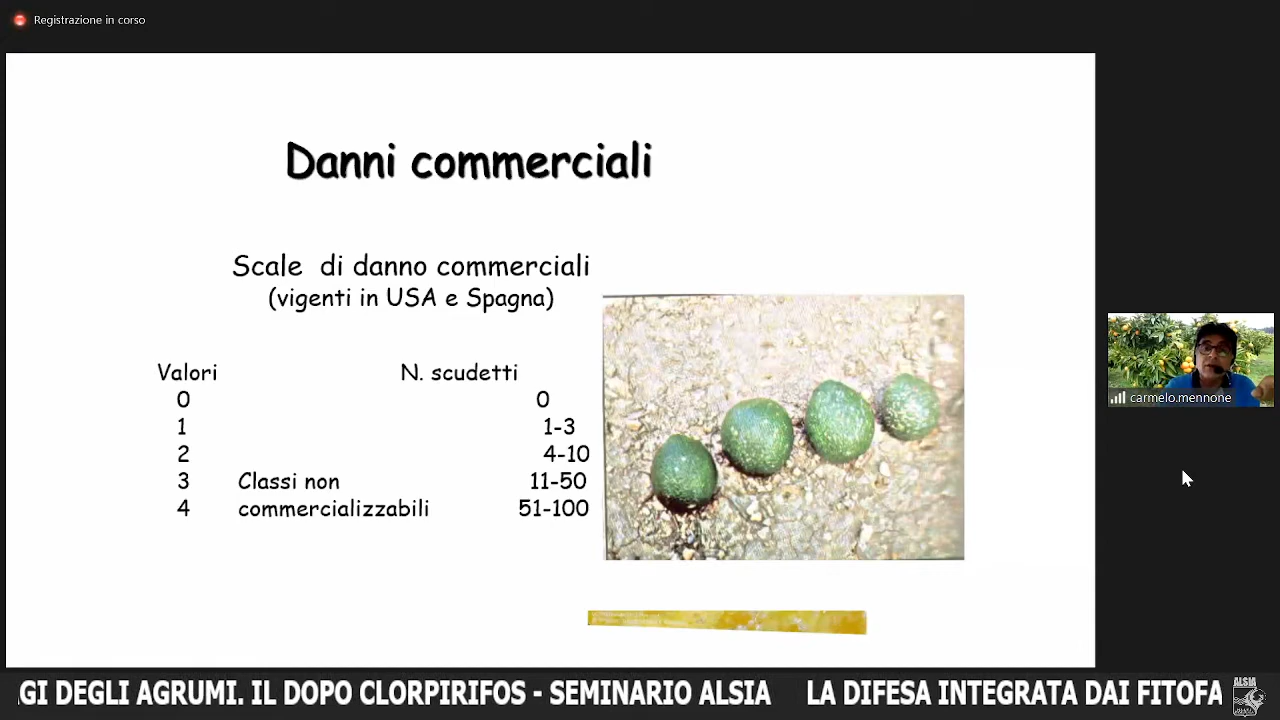 Registrazione in corso
Danni commerciali
Scale di danno commerciali
(vigenti in USA e Spagna)
Valori N. scudetti
0 0
1 1-3
2 4-10
3 Classi non 11-50
4 commercializzabili 51-100
carmelo.mennone
GI DEGLI AGRUMI. IL DOPO CLORPIRIFOS - SEMINARIO ALSIA LA DIFESA INTEGRATA DAI FITOFA